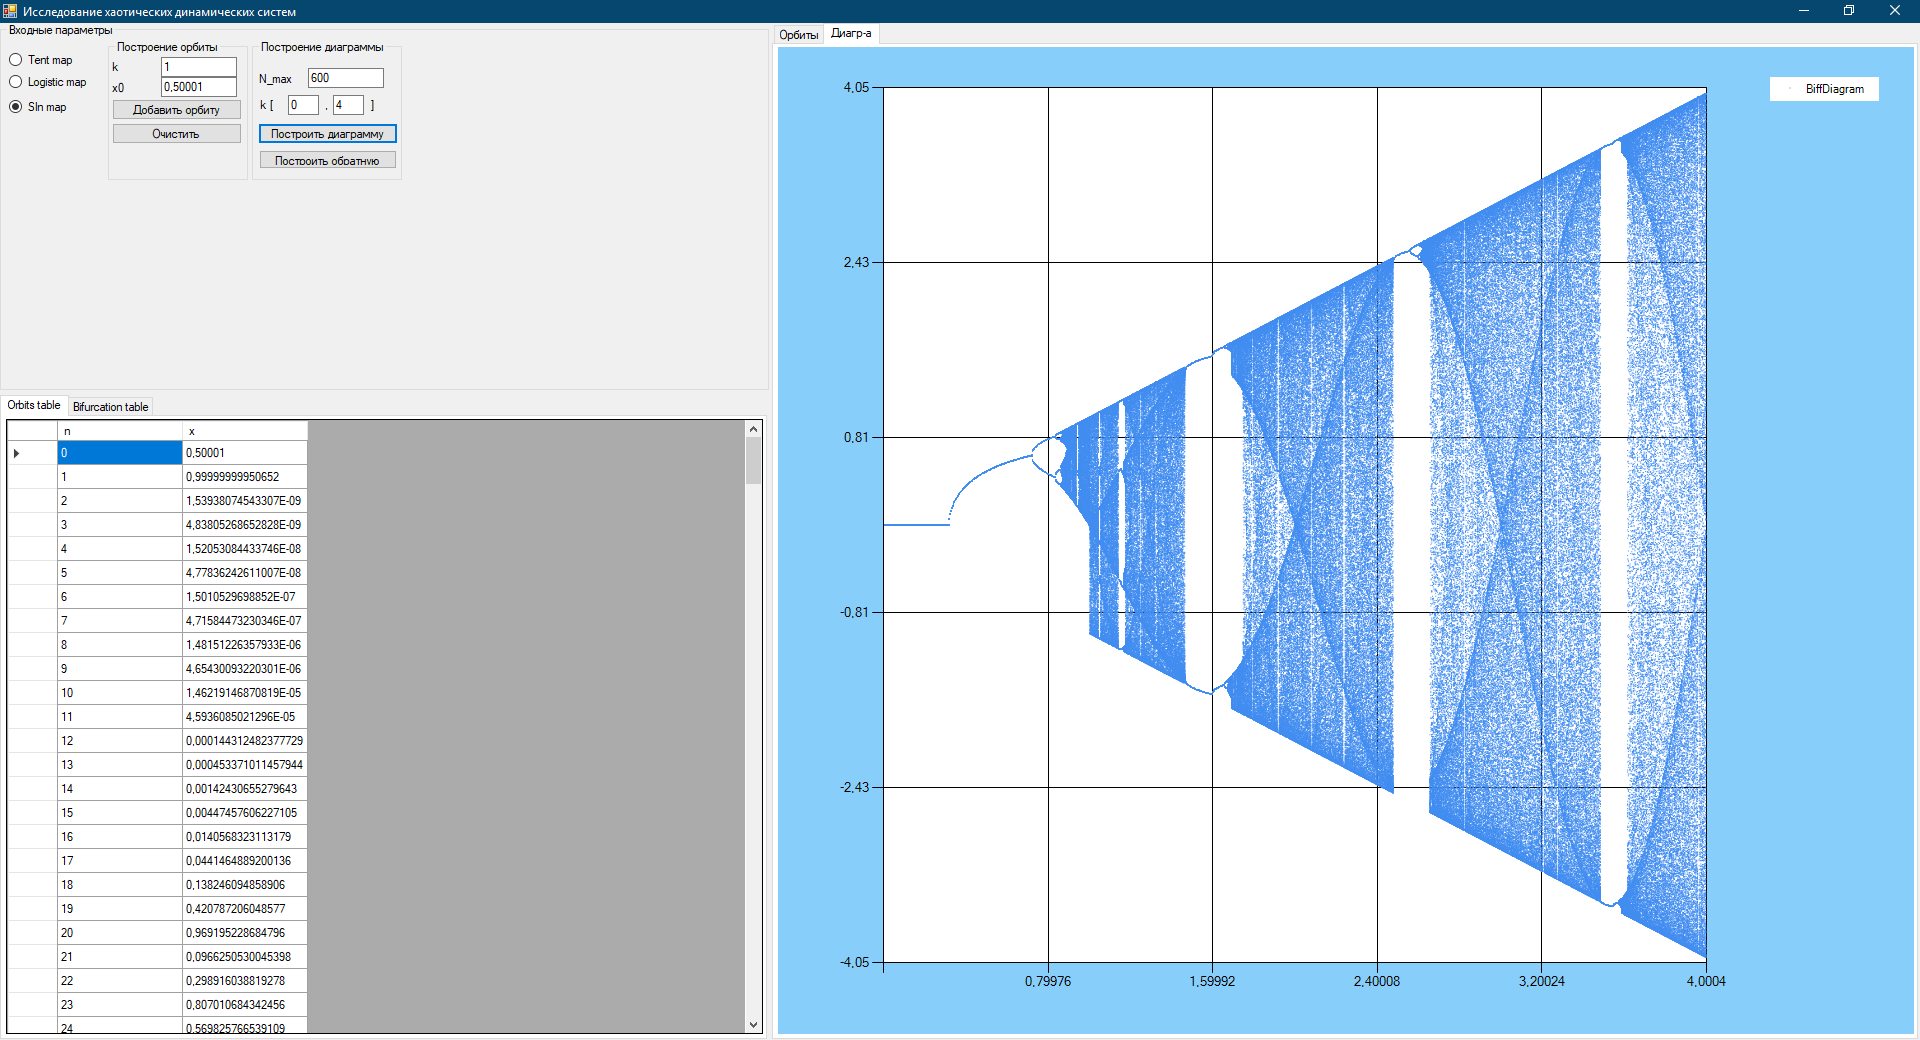 Исследование хаотических динамических систем
Входные параметры
Tent map
Logistic map
SIn map
Построение орбиты
k 1
x0 0,50001
Добавить орбиту
Очистить
Построение диаграммы
N_max 600
k [ 0 , 4 ]
Построить диаграмму
Построить обратную
Orbits table Bifurcation table
n x
0 0,50001
1 0,99999999950652
2 1,53938074543307E-09
3 4,83805268652828E-09
4 1,52053084433746E-08
5 4,77836242611007E-08
6 1,5010529698852E-07
7 4,71584473230346E-07
8 1,48151226357933E-06
9 4,65430093220301E-06
10 1,46219146870819E-05
11 4,5936085021296E-05
12 0,000144312482377729
13 0,000453371011457944
14 0,00142430655279643
15 0,00447457606227105
16 0,0140568323113179
17 0,0441464889200136
18 0,138246094858906
19 0,420787206048577
20 0,969195228684796
21 0,0966250530045398
22 0,298916038819278
23 0,807010684342456
24 0,569825766539109
Орбиты Диагр-а
BiffDiagram
4,05
2,43
0,81
-0,81
-2,43
-4,05
0,79976 1,59992 2,40008 3,20024 4,0004